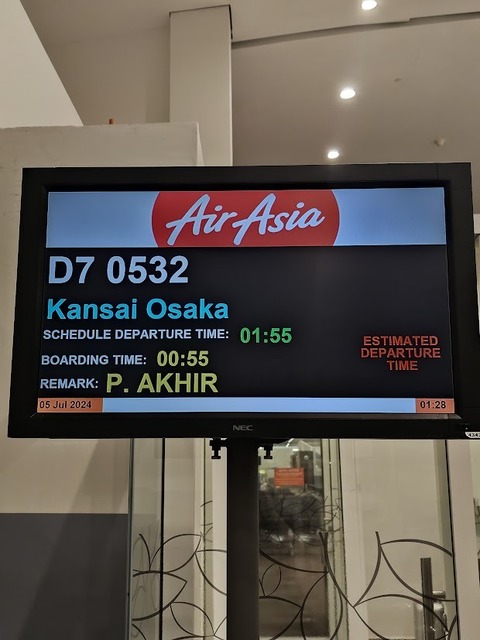 AirAsia
D7 0532
Kansai Osaka
SCHEDULE DEPARTURE TIME: 01:55
BOARDING TIME: 00:55
REMARK: P. AKHIR
ESTIMATED
DEPARTURE
TIME
05 Jul 2024 01:28
NEC